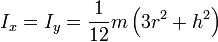 $I_x = I_y = \frac{1}{12} m \left(3r^2 + h^2\right)$